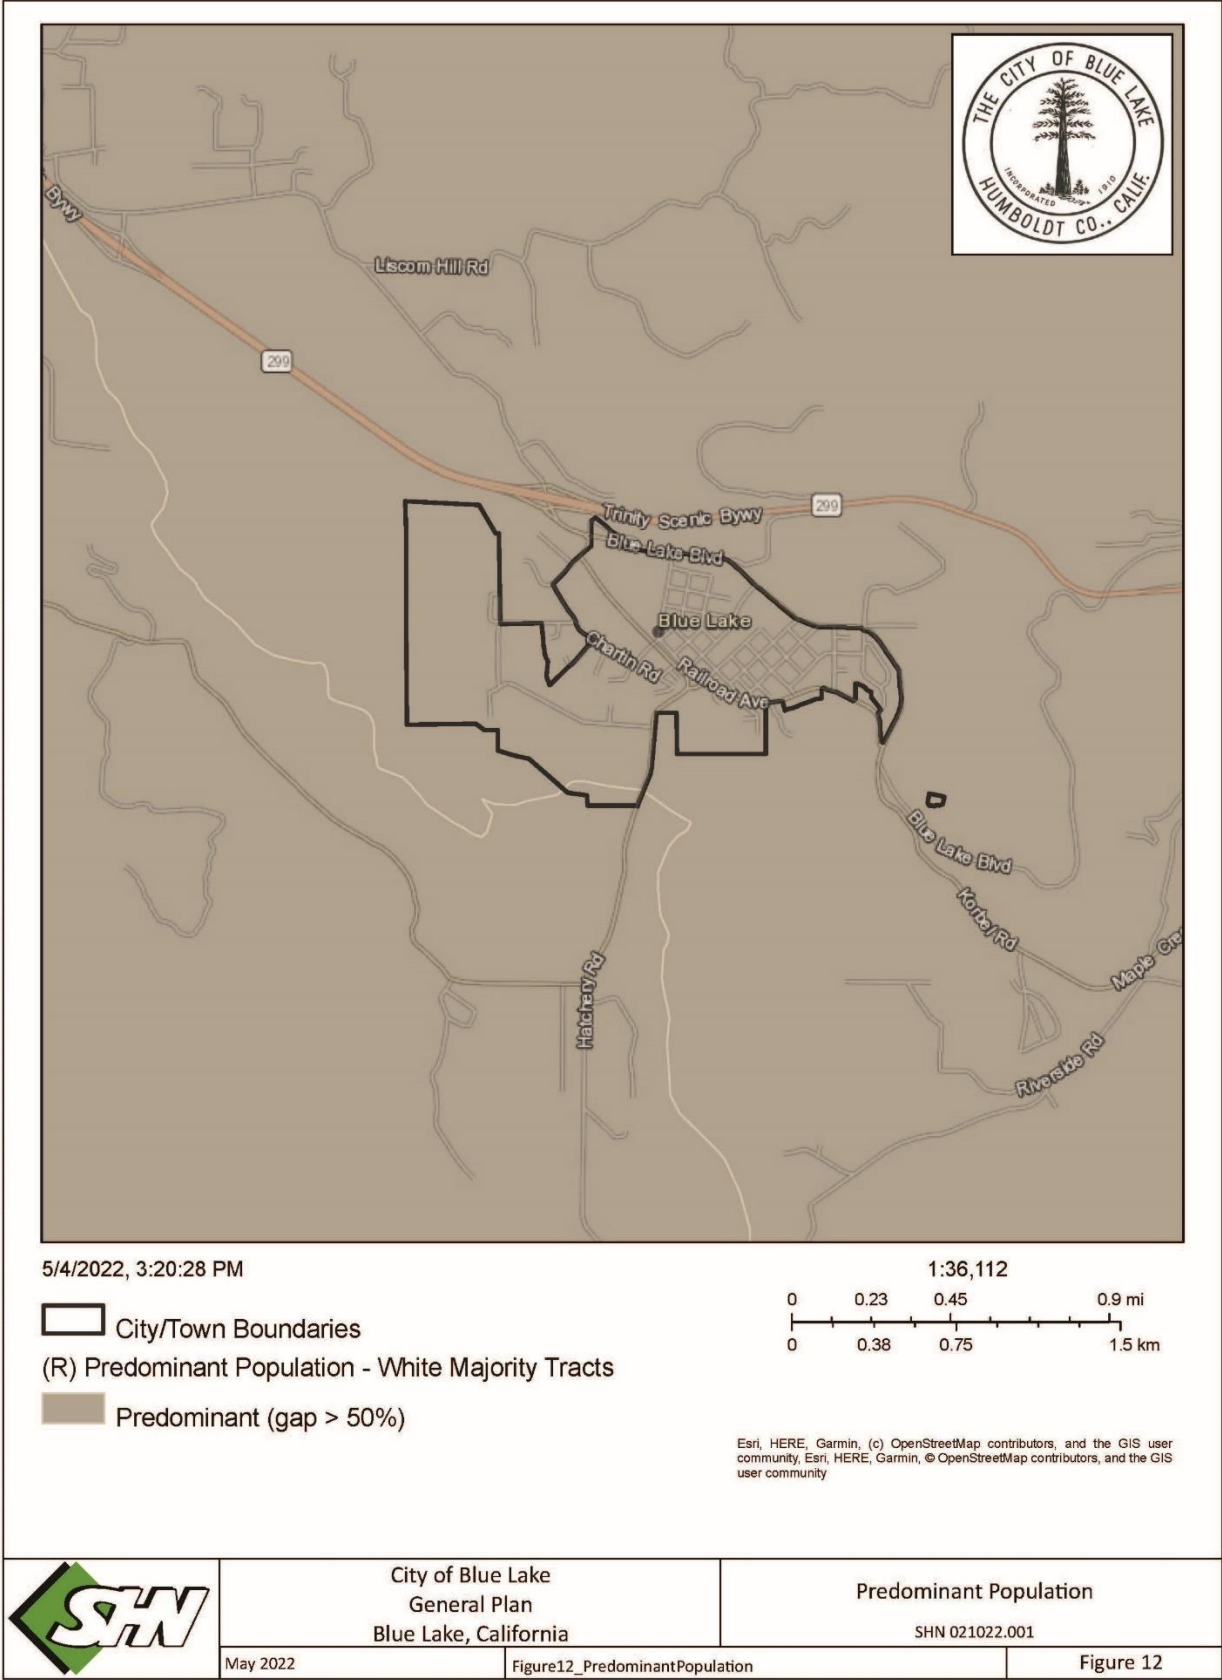 THE CITY OF BLUE LAKE
INCORPORATED 1910
HUMBOLDT CO., CALIF.
Bywy
Liscom Hill Rd
299
Trinity Scenic Bywy
299
Blue Lake Blvd
Blue Lake
Chartin Rd
Railroad Ave
Blue Lake Blvd
Korbel Rd
Maple Cre
Hatchery Rd
Riverside Rd
5/4/2022, 3:20:28 PM
1:36,112
0 0.23 0.45 0.9 mi
0 0.38 0.75 1.5 km
City/Town Boundaries
(R) Predominant Population - White Majority Tracts
Predominant (gap > 50%)
Esri, HERE, Garmin, (c) OpenStreetMap contributors, and the GIS user
community, Esri, HERE, Garmin, © OpenStreetMap contributors, and the GIS
user community
SHN
City of Blue Lake
General Plan
Blue Lake, California
Predominant Population
SHN 021022.001
May 2022
Figure12_PredominantPopulation
Figure 12